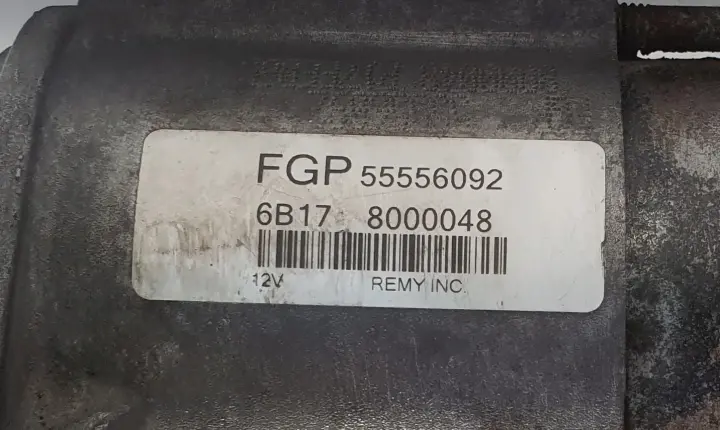 FGP 55556092
6B17 8000048
12V REMY INC.